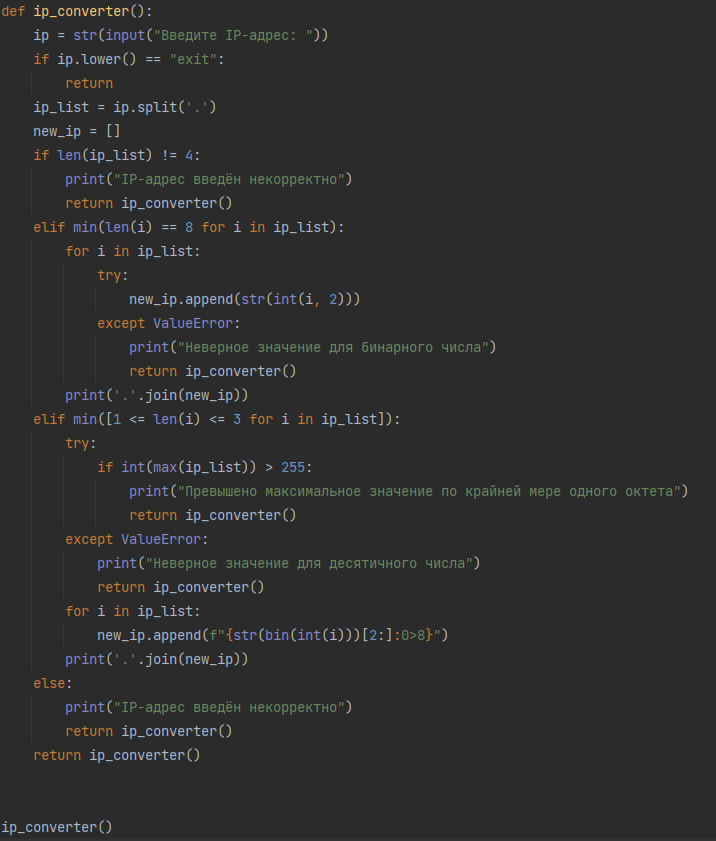 def ip_converter():
    ip = str(input("Введите IP-адрес: "))
    if ip.lower() == "exit":
        return
    ip_list = ip.split('.')
    new_ip = []
    if len(ip_list) != 4:
        print("IP-адрес введён некорректно")
        return ip_converter()
    elif min(len(i) == 8 for i in ip_list):
        for i in ip_list:
            try:
                new_ip.append(str(int(i, 2)))
            except ValueError:
                print("Неверное значение для бинарного числа")
                return ip_converter()
        print('.'.join(new_ip))
    elif min([1 <= len(i) <= 3 for i in ip_list]):
        try:
            if int(max(ip_list)) > 255:
                print("Превышено максимальное значение по крайней мере одного октета")
                return ip_converter()
        except ValueError:
            print("Неверное значение для десятичного числа")
            return ip_converter()
        for i in ip_list:
            new_ip.append(f"{str(bin(int(i)))[2:]:0>8}")
        print('.'.join(new_ip))
    else:
        print("IP-адрес введён некорректно")
        return ip_converter()
    return ip_converter()
ip_converter()